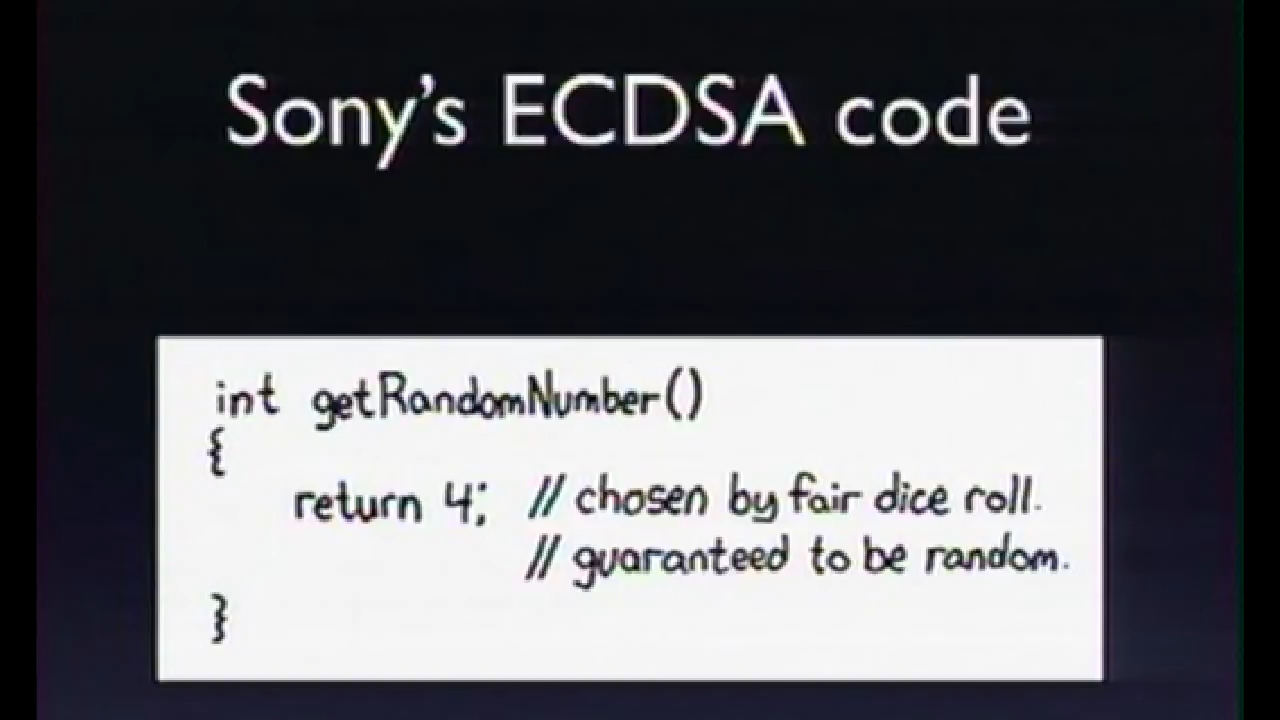 Sony's ECDSA code
int getRandomNumber()
{
return 4; // chosen by fair dice roll.
// guaranteed to be random.
}